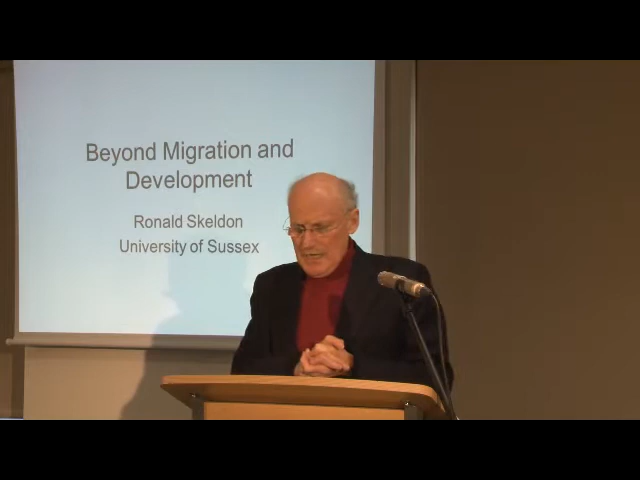 Beyond Migration and
Development
Ronald Skeldon
University of Sussex